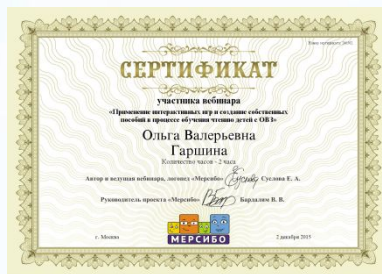 СЕРТИФИКАТ
участника вебинара
«Применение интерактивных игр и создание собственных
пособий в процессе обучения чтению детей с ОВЗ»
Ольга Валерьевна
Гаршина
Количество часов - 2 часа
Автор и ведущая вебинара, логопед «Мерсибо» Суслова Е. А.
Руководитель проекта «Мерсибо» Бардалим В. В.
г. Москва
МЕРСИБО
2 декабря 2015